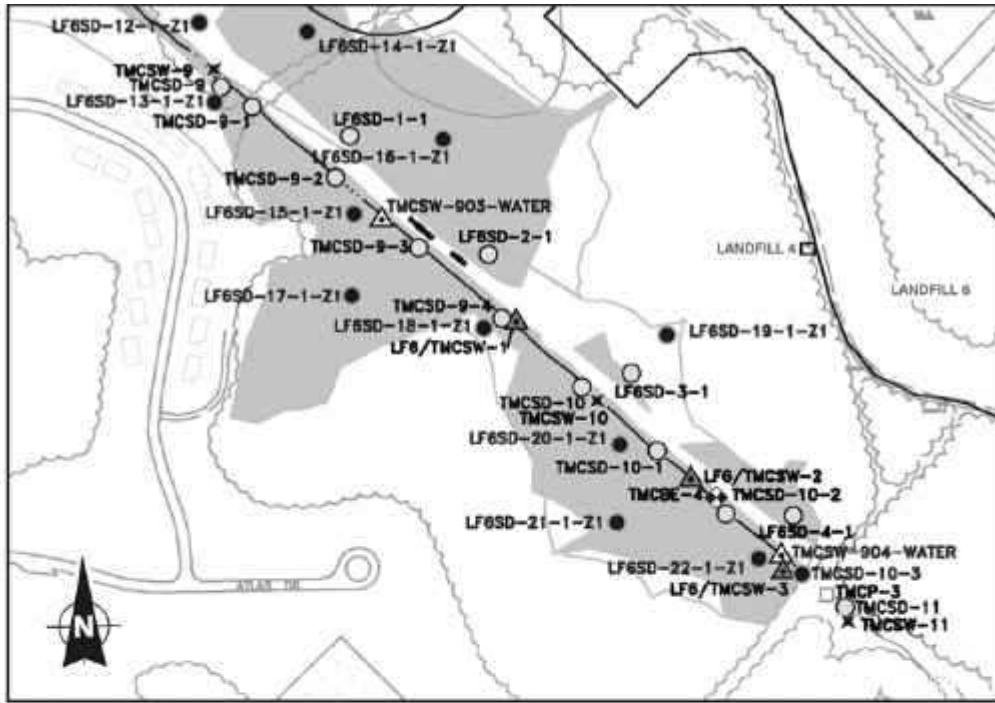 LF6SD-12-1-Z1
LF6SD-14-1-Z1
TMCSW-9
TMCSD-9
LF6SD-13-1-Z1
TMCSD-9-1
LF6SD-1-1
LF6SD-16-1-Z1
TMCSD-9-2
LF6SD-15-1-Z1
TMCSW-903-WATER
TMCSD-9-3
LF6SD-2-1
LANDFILL 4
LANDFILL 6
LF6SD-17-1-Z1
TMCSD-9-4
LF6SD-18-1-Z1
LF6/TMCSW-1
LF6SD-19-1-Z1
LF6SD-3-1
TMCSD-10
TMCSW-10
LF6SD-20-1-Z1
TMCSD-10-1
LF6/TMCSW-2
TMCSD-10-2
LF6SD-21-1-Z1
LF6SD-4-1
TMCSW-904-WATER
LF6SD-22-1-Z1
TMCSD-10-3
LF6/TMCSW-3
TMCP-3
TMCSD-11
TMCSW-11
ATLAS DR
N